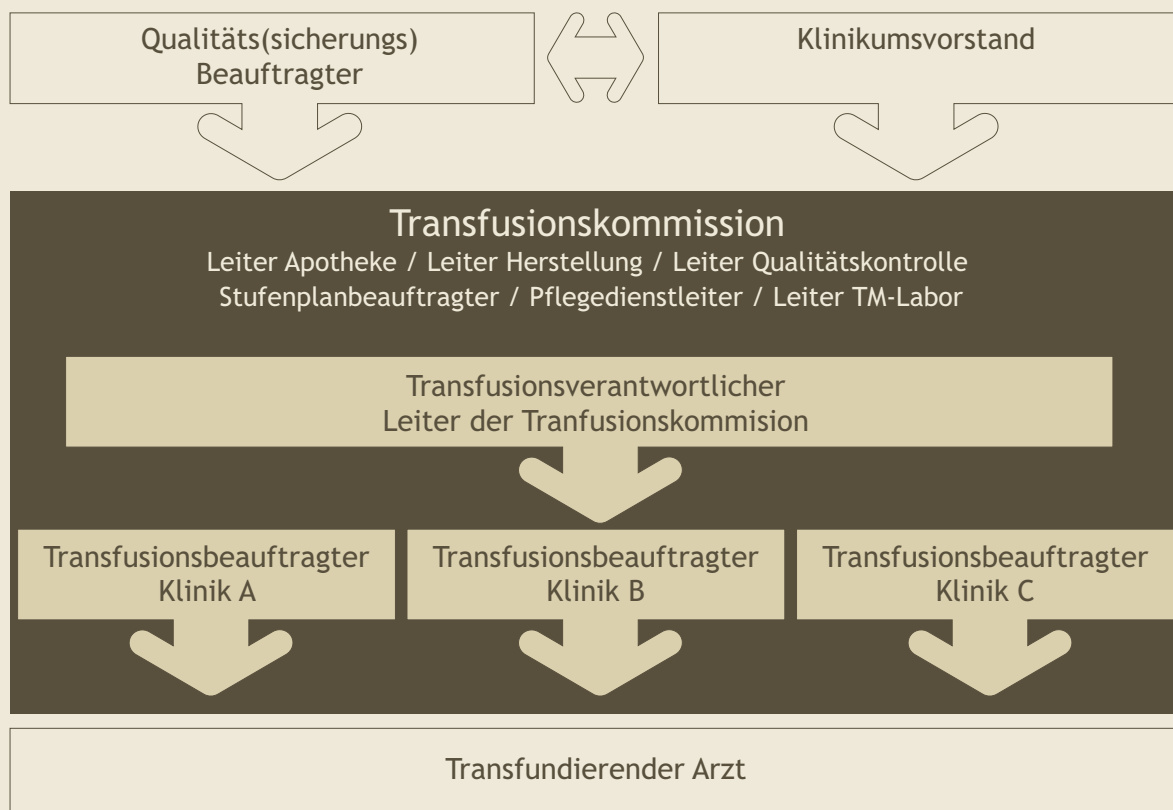 Qualitäts(sicherungs)
Beauftragter
Klinikumsvorstand
Transfusionskommission
Leiter Apotheke / Leiter Herstellung / Leiter Qualitätskontrolle
Stufenplanbeauftragter / Pflegedienstleiter / Leiter TM-Labor
Transfusionsverantwortlicher
Leiter der Tranfusionskommision
Transfusionsbeauftragter
Klinik A
Transfusionsbeauftragter
Klinik B
Transfusionsbeauftragter
Klinik C
Transfundierender Arzt